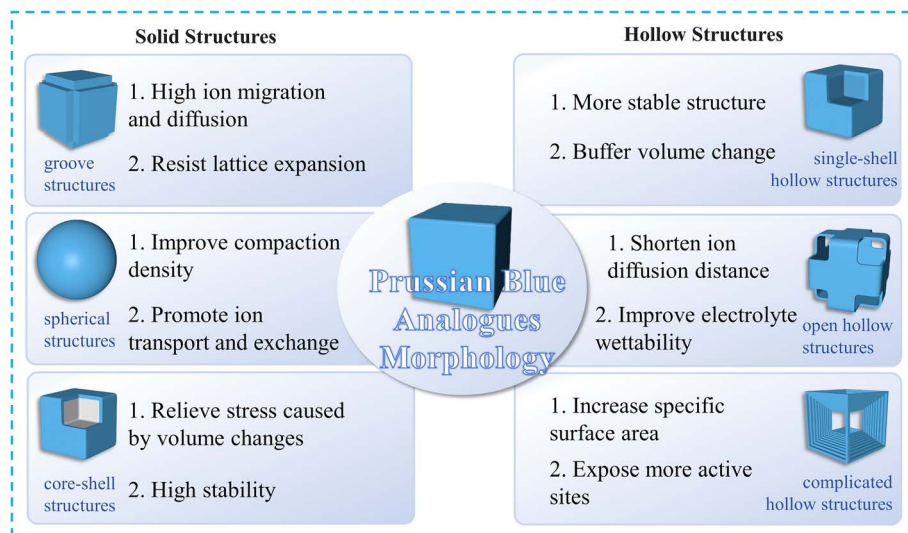 Solid Structures
1. High ion migration
and diffusion
2. Resist lattice expansion
groove
structures
1. Improve compaction
density
2. Promote ion
transport and exchange
spherical
structures
1. Relieve stress caused
by volume changes
2. High stability
core-shell
structures
Prussian Blue
Analogues
Morphology
Hollow Structures
1. More stable structure
2. Buffer volume change
single-shell
hollow structures
1. Shorten ion
diffusion distance
2. Improve electrolyte
wettability
open hollow
structures
1. Increase specific
surface area
2. Expose more active
sites
complicated
hollow structures